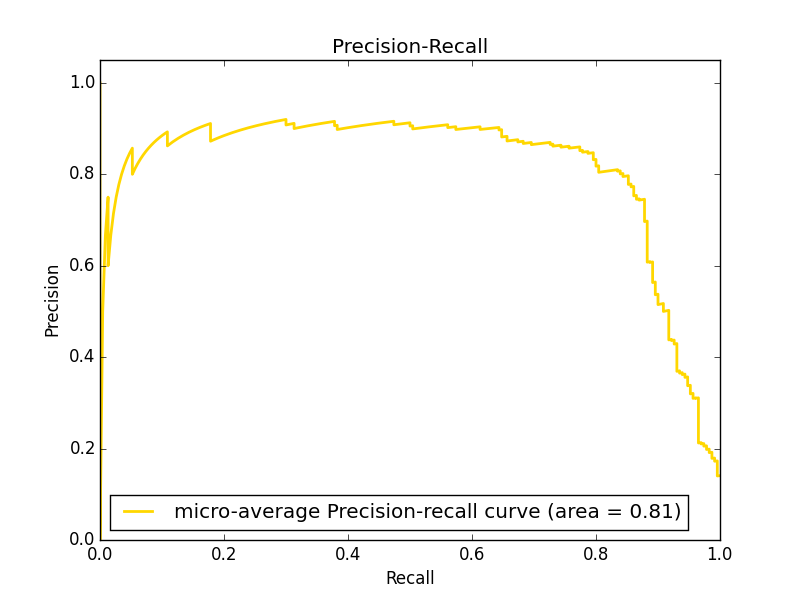 Precision-Recall
1.0
0.8
0.6
0.4
0.2
0.0
Precision
micro-average Precision-recall curve (area = 0.81)
0.0 0.2 0.4 0.6 0.8 1.0
Recall